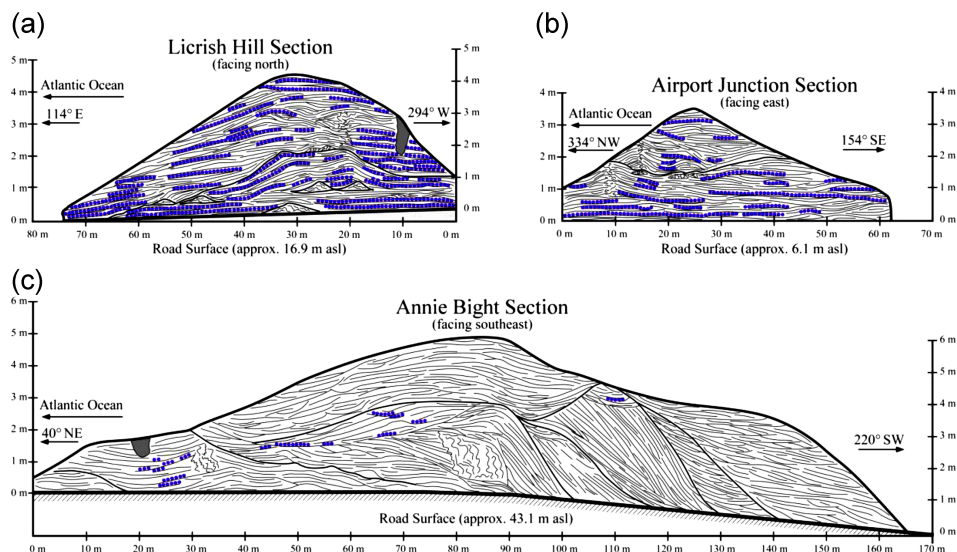 (a)
Licrish Hill Section
(facing north)
Atlantic Ocean
114° E
294° W
5 m
4 m
3 m
2 m
1 m
0 m
5 m
4 m
3 m
2 m
1 m
0 m
80 m 70 m 60 m 50 m 40 m 30 m 20 m 10 m 0 m
Road Surface (approx. 16.9 m asl)
(b)
Airport Junction Section
(facing east)
Atlantic Ocean
334° NW
154° SE
4 m
3 m
2 m
1 m
0 m
4 m
3 m
2 m
1 m
0 m
0 m 10 m 20 m 30 m 40 m 50 m 60 m 70 m
Road Surface (approx. 6.1 m asl)
(c)
Annie Bight Section
(facing southeast)
Atlantic Ocean
40° NE
220° SW
6 m
5 m
4 m
3 m
2 m
1 m
0 m
6 m
5 m
4 m
3 m
2 m
1 m
0 m
Road Surface (approx. 43.1 m asl)
0 m 10 m 20 m 30 m 40 m 50 m 60 m 70 m 80 m 90 m 100 m 110 m 120 m 130 m 140 m 150 m 160 m 170 m